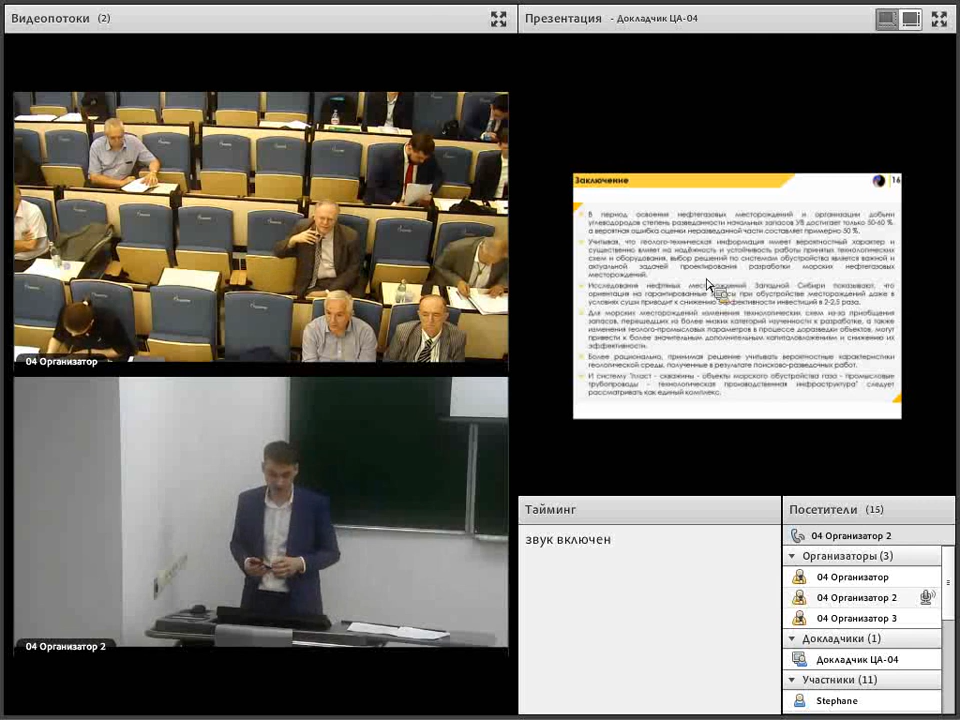 Видеопотоки (2)
Презентация - Докладчик ЦА-04
04 Организатор
04 Организатор 2
Заключение
16
В период освоения нефтегазовых месторождений и организации добычи
углеводородов степень разведанности начальных запасов УВ достигает только 50-60 %,
а вероятная ошибка оценки неразведанной части составляет примерно 50 %.
Учитывая, что геолого-техническая информация имеет вероятностный характер и
существенно влияет на надёжность и устойчивость работы принятых технологических
схем и оборудования, выбор решений по системам обустройства является важной и
актуальной задачей проектирования разработки морских нефтегазовых
месторождений.
Исследования нефтяных месторождений Западной Сибири показывают, что
ориентация на гарантированные запасы при обустройстве месторождений даже в
условиях суши приводит к снижению эффективности инвестиций в 2-2,5 раза.
Для морских месторождений изменения технологических схем из-за приобщения
запасов, перешедших из более низких категорий изученности к разработке, а также
изменения геолого-промысловых параметров в процессе доразведки объектов, могут
привести к более значительным дополнительным капиталовложениям и снижению их
эффективности.
Более рационально, принимая решение учитывать вероятностные характеристики
геологической среды, полученные в результате поисково-разведочных работ.
И систему "пласт - скважины - объекты морского обустройства газа - промысловые
трубопроводы - технологическая производственная инфраструктура" следует
рассматривать как единый комплекс.
Тайминг
звук включен
Посетители (15)
04 Организатор 2
Организаторы (3)
04 Организатор
04 Организатор 2
04 Организатор 3
Докладчики (1)
Докладчик ЦА-04
Участники (11)
Stephane